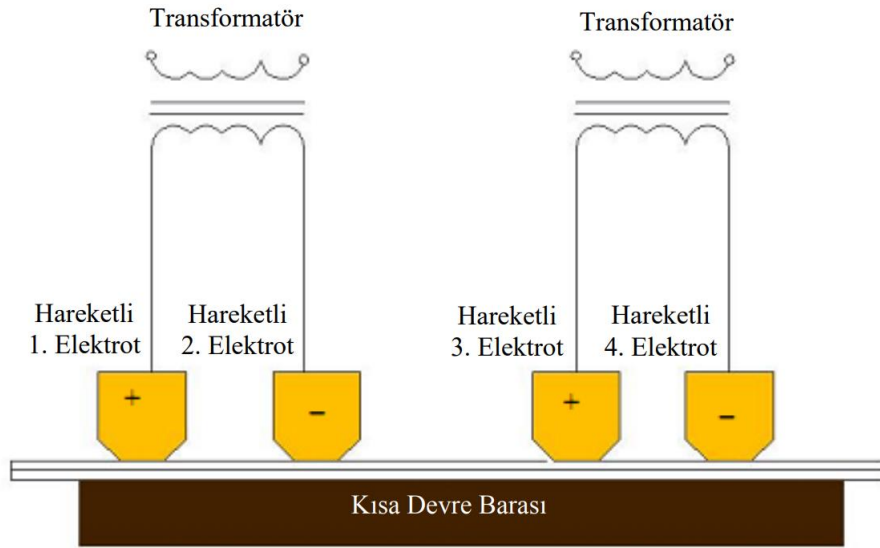 Transformatör
Transformatör
Hareketli
1. Elektrot
Hareketli
2. Elektrot
Hareketli
3. Elektrot
Hareketli
4. Elektrot
+
-
+
-
Kısa Devre Barası